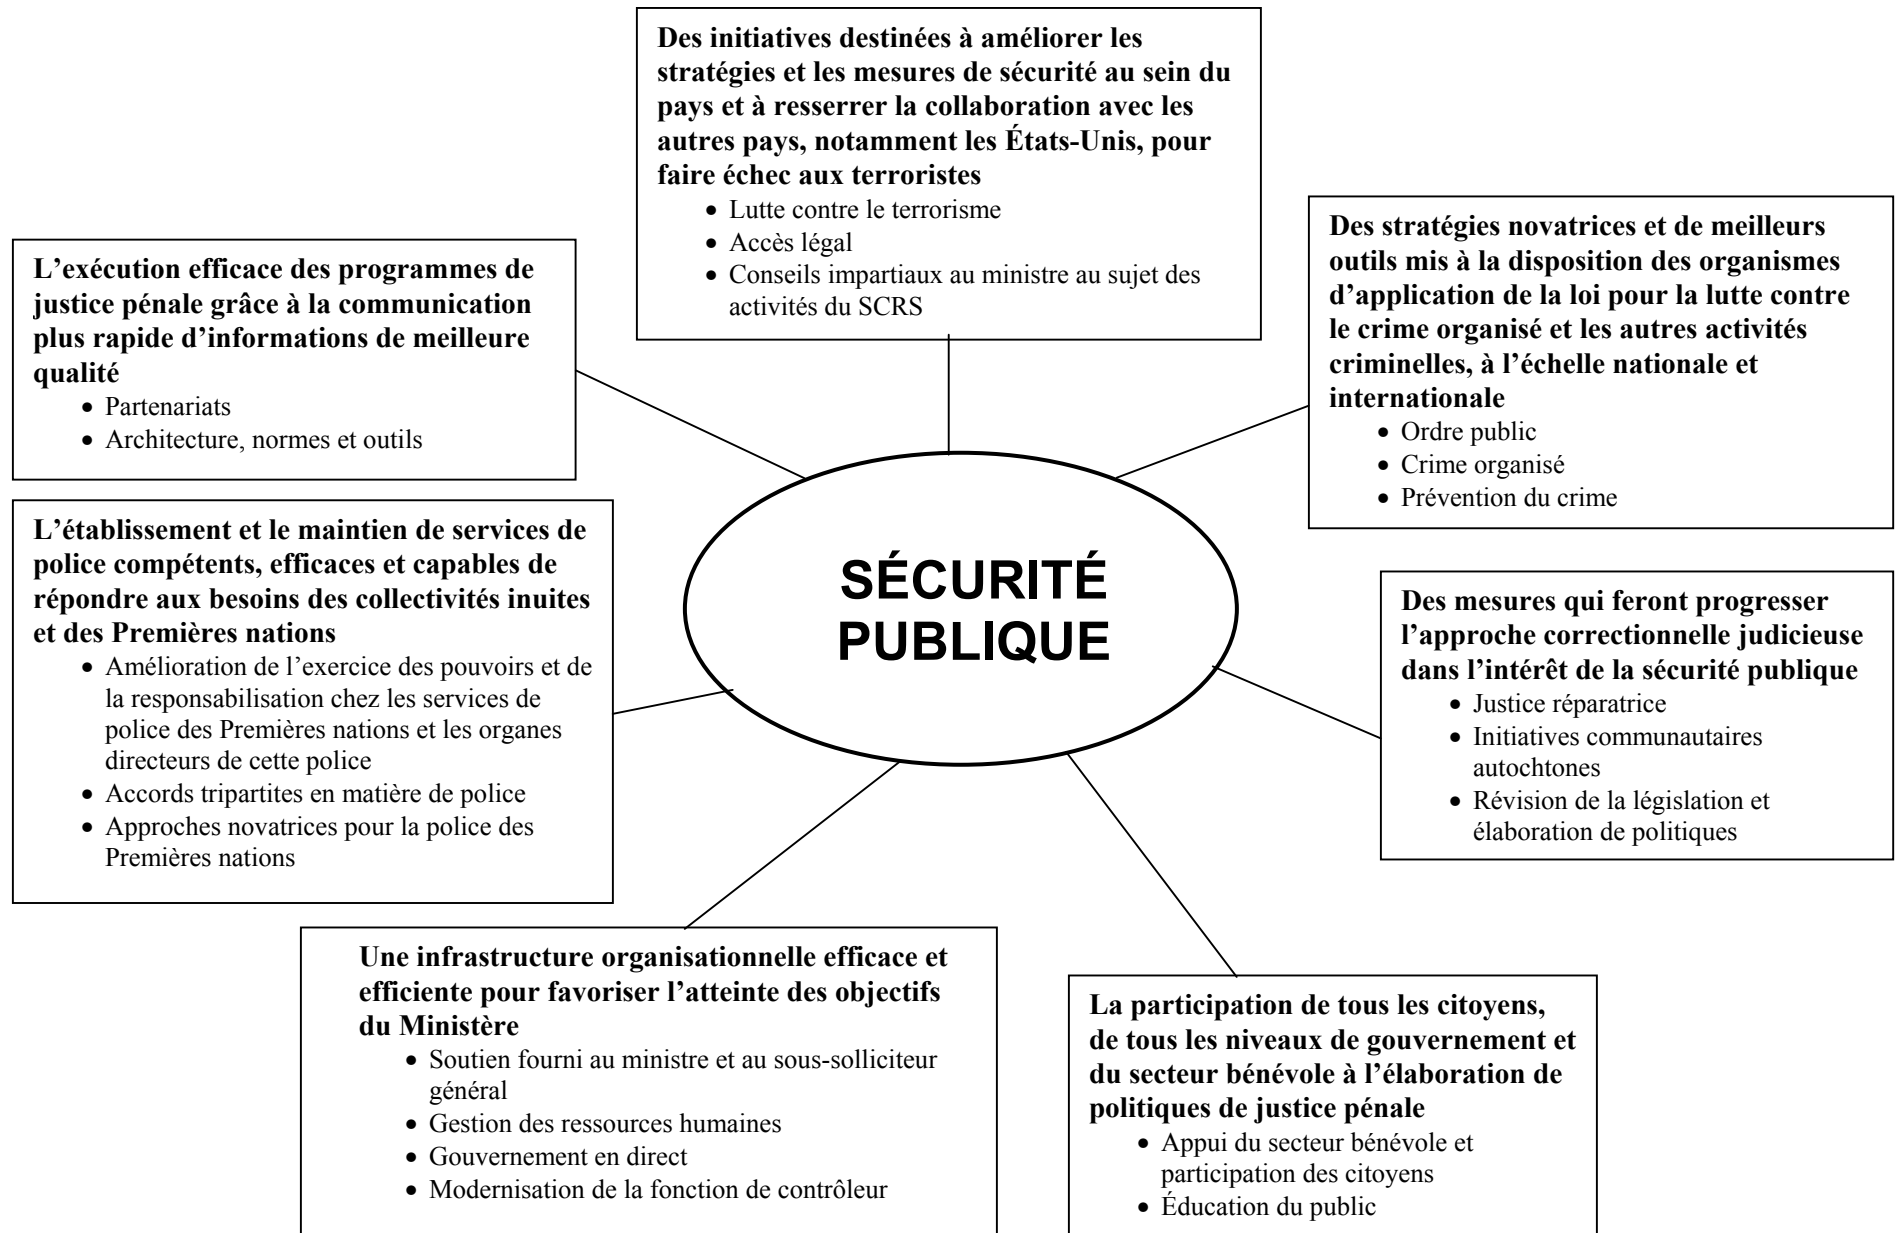 Des initiatives destinées à améliorer les
stratégies et les mesures de sécurité au sein du
pays et à resserrer la collaboration avec les
autres pays, notamment les États-Unis, pour
faire échec aux terroristes
• Lutte contre le terrorisme
• Accès légal
• Conseils impartiaux au ministre au sujet des
activités du SCRS
L’exécution efficace des programmes de
justice pénale grâce à la communication
plus rapide d’informations de meilleure
qualité
• Partenariats
• Architecture, normes et outils
Des stratégies novatrices et de meilleurs
outils mis à la disposition des organismes
d’application de la loi pour la lutte contre
le crime organisé et les autres activités
criminelles, à l’échelle nationale et
internationale
• Ordre public
• Crime organisé
• Prévention du crime
L’établissement et le maintien de services de
police compétents, efficaces et capables de
répondre aux besoins des collectivités inuites
et des Premières nations
• Amélioration de l’exercice des pouvoirs et de
la responsabilisation chez les services de
police des Premières nations et les organes
directeurs de cette police
• Accords tripartites en matière de police
• Approches novatrices pour la police des
Premières nations
SÉCURITÉ
PUBLIQUE
Des mesures qui feront progresser
l’approche correctionnelle judicieuse
dans l’intérêt de la sécurité publique
• Justice réparatrice
• Initiatives communautaires
autochtones
• Révision de la législation et
élaboration de politiques
Une infrastructure organisationnelle efficace et
efficiente pour favoriser l’atteinte des objectifs
du Ministère
• Soutien fourni au ministre et au sous-solliciteur
général
• Gestion des ressources humaines
• Gouvernement en direct
• Modernisation de la fonction de contrôleur
La participation de tous les citoyens,
de tous les niveaux de gouvernement et
du secteur bénévole à l’élaboration de
politiques de justice pénale
• Appui du secteur bénévole et
participation des citoyens
• Éducation du public